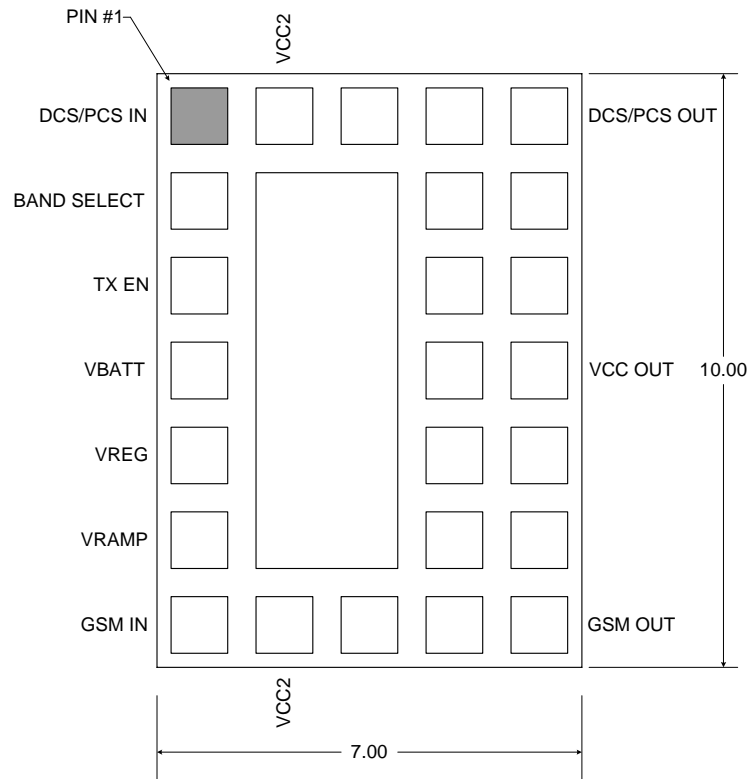 PIN #1
VCC2
DCS/PCS IN
DCS/PCS OUT
BAND SELECT
TX EN
VBATT
VCC OUT
10.00
VREG
VRAMP
GSM IN
GSM OUT
VCC2
7.00